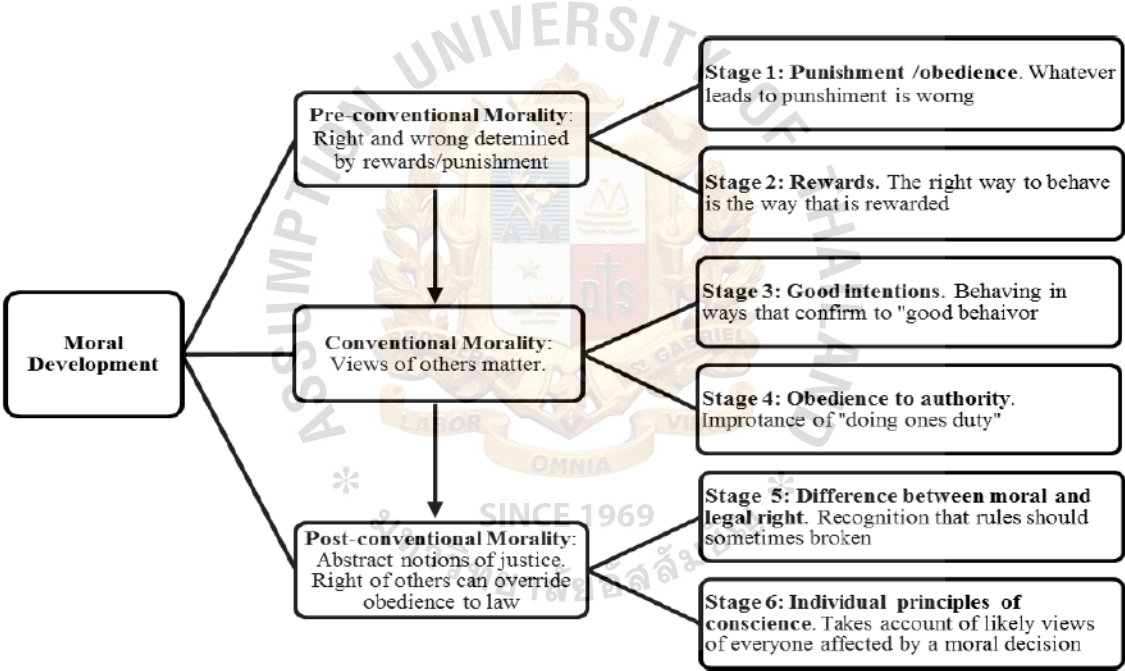 ASSUMPTION UNIVERSITY OF THAILAND
Stage 1: Punishment /obedience. Whatever
leads to punshiment is worng
Pre-conventional Morality:
Right and wrong detemined
by rewards/punishment
Stage 2: Rewards. The right way to behave
is the way that is rewarded
A M
D S
Stage 3: Good intentions. Behaving in
ways that confirm to "good behaivor
Moral
Development
Conventional Morality:
Views of others matter.
ST GABRIEL
Stage 4: Obedience to authority.
Improtance of "doing ones duty"
LABOR
OMNIA
SINCE 1969
Stage 5: Difference between moral and
legal right. Recognition that rules should
sometimes broken
Post-conventional Morality:
Abstract notions of justice.
Right of others can override
obedience to law
Stage 6: Individual principles of
conscience. Takes account of likely views
of everyone affected by a moral decision